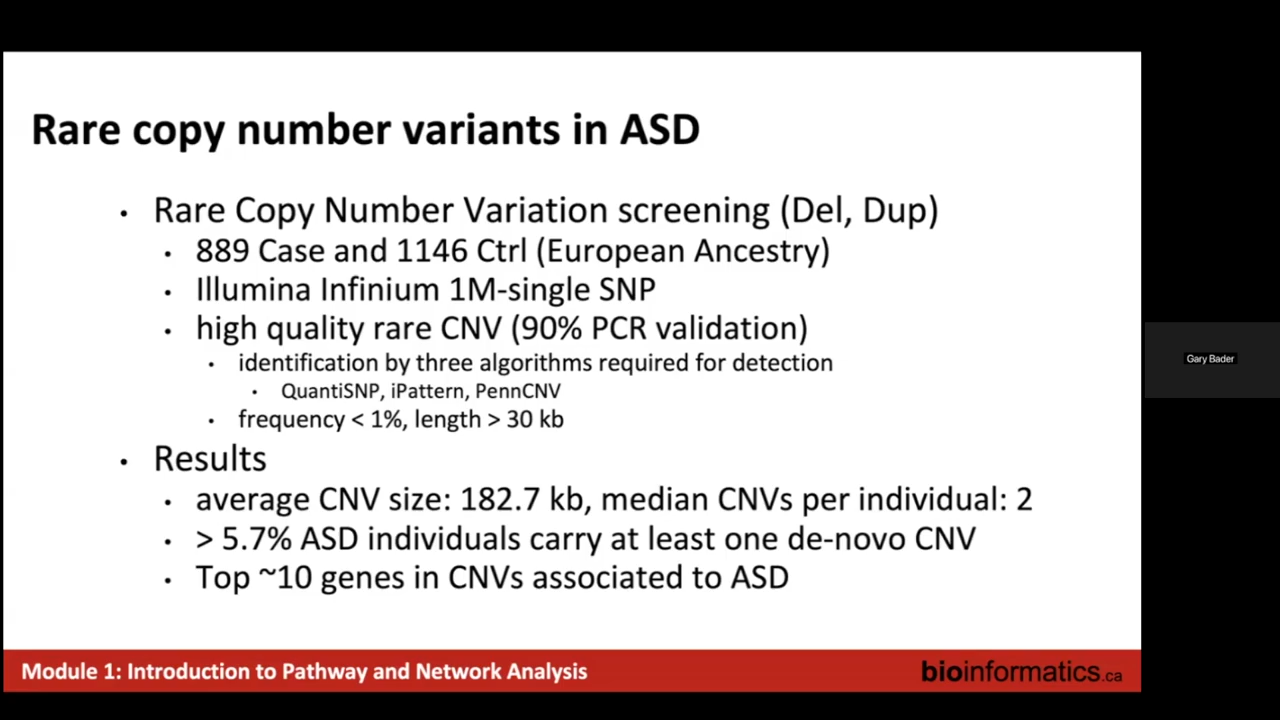 Rare copy number variants in ASD
• Rare Copy Number Variation screening (Del, Dup)
• 889 Case and 1146 Ctrl (European Ancestry)
• Illumina Infinium 1M-single SNP
• high quality rare CNV (90% PCR validation)
• identification by three algorithms required for detection
• QuantiSNP, iPattern, PennCNV
• frequency < 1%, length > 30 kb
• Results
• average CNV size: 182.7 kb, median CNVs per individual: 2
• > 5.7% ASD individuals carry at least one de-novo CNV
• Top ~10 genes in CNVs associated to ASD
Module 1: Introduction to Pathway and Network Analysis
bioinformatics.ca
Gary Bader